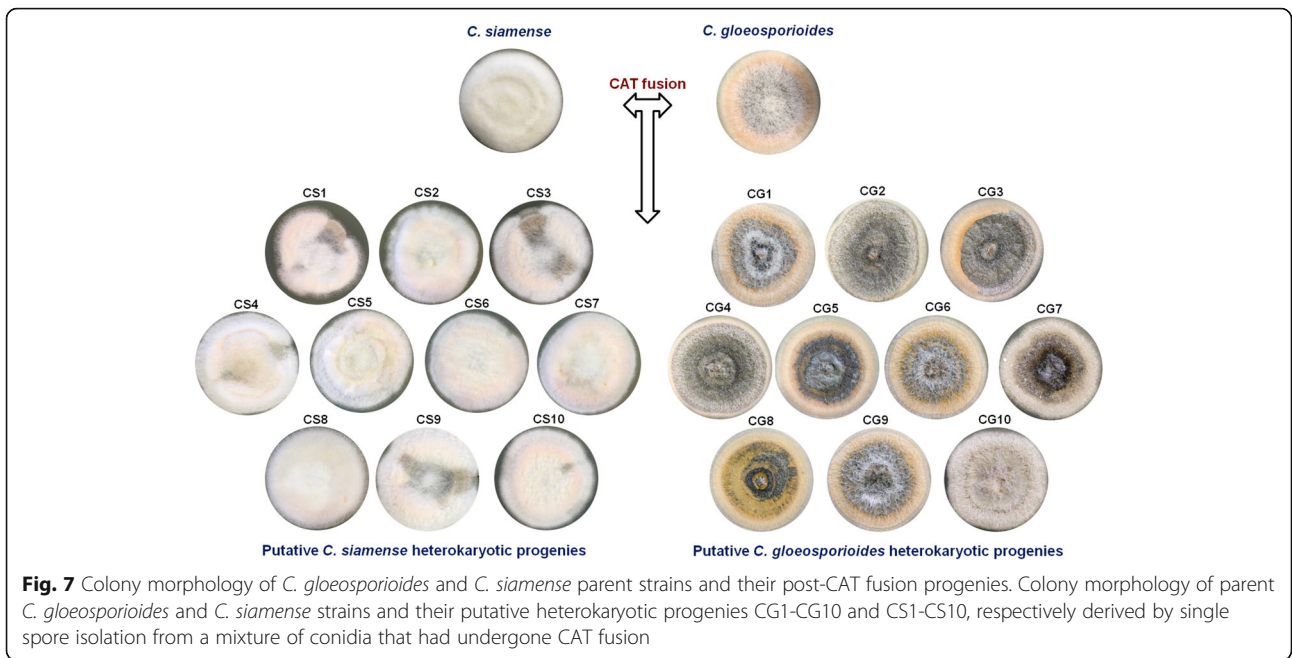 C. siamense
C. gloeosporioides
CAT fusion
CS1
CS2
CS3
CG1
CG2
CG3
CS4
CS5
CS6
CS7
CG4
CG5
CG6
CG7
CS8
CS9
CS10
CG8
CG9
CG10
Putative C. siamense heterokaryotic progenies
Putative C. gloeosporioides heterokaryotic progenies
Fig. 7 Colony morphology of C. gloeosporioides and C. siamense parent strains and their post-CAT fusion progenies. Colony morphology of parent
C. gloeosporioides and C. siamense strains and their putative heterokaryotic progenies CG1-CG10 and CS1-CS10, respectively derived by single
spore isolation from a mixture of conidia that had undergone CAT fusion